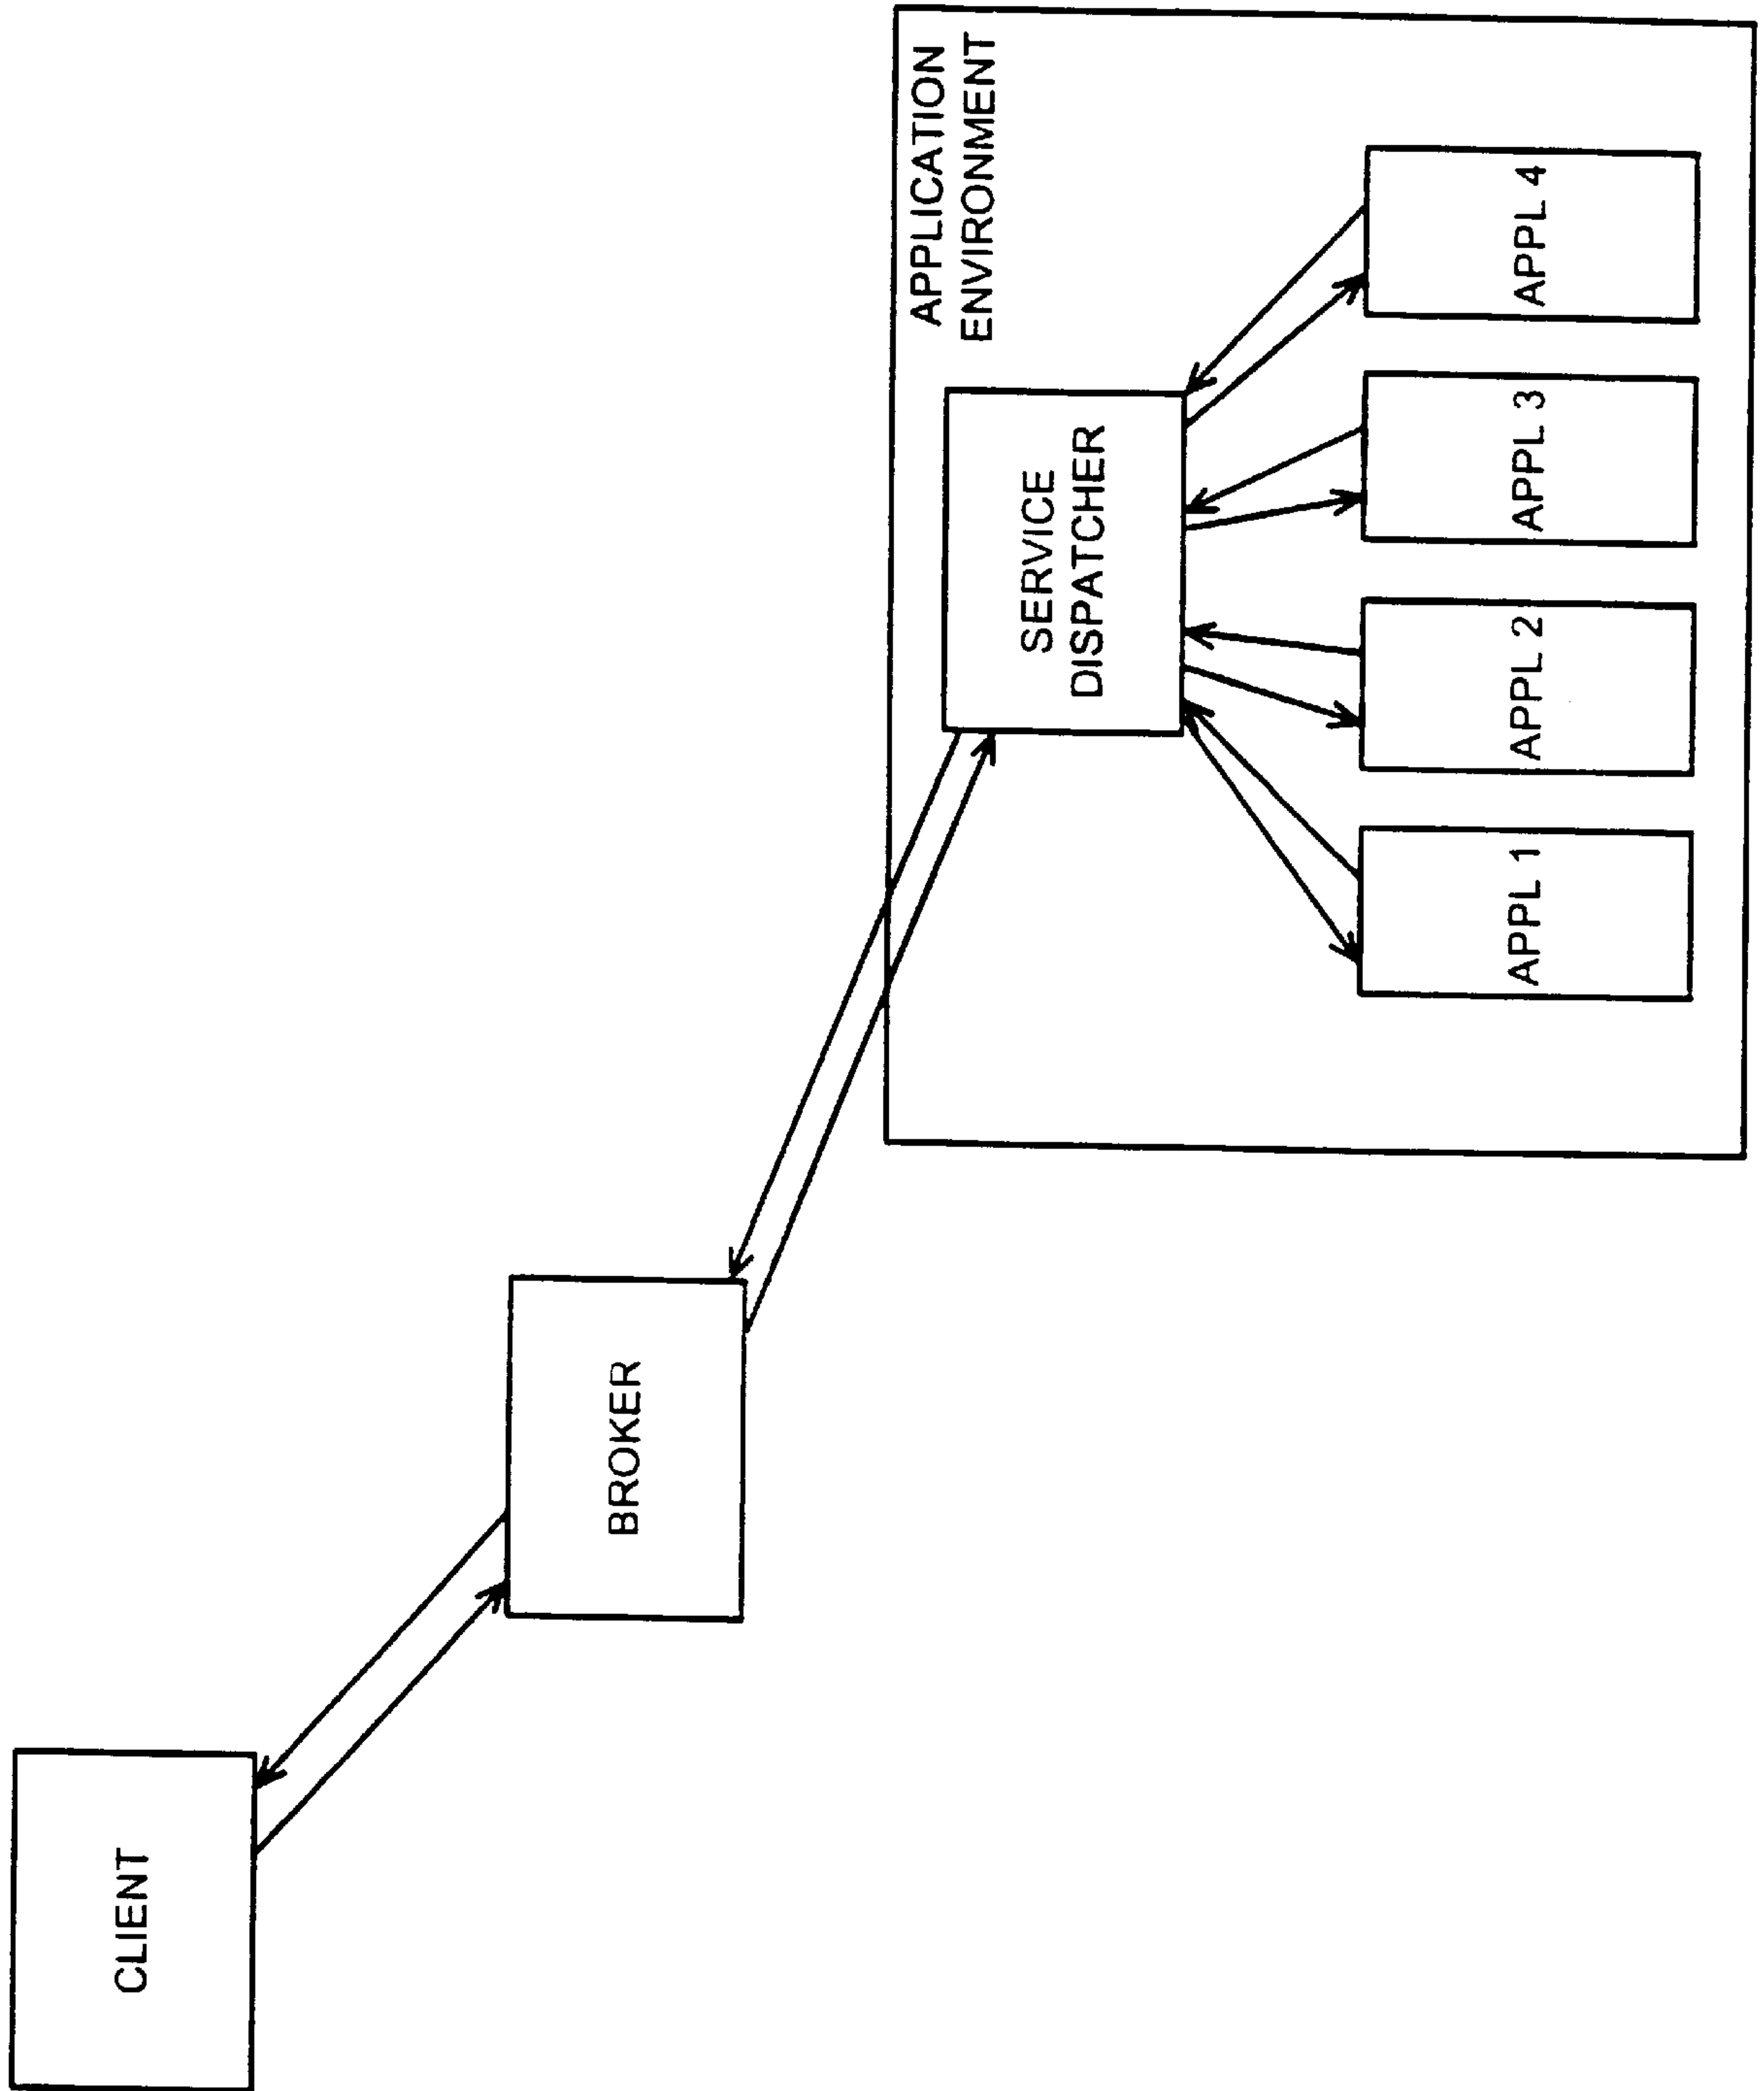 CLIENT
BROKER
APPLICATION
ENVIRONMENT
SERVICE
DISPATCHER
APPL 1
APPL 2
APPL 3
APPL 4